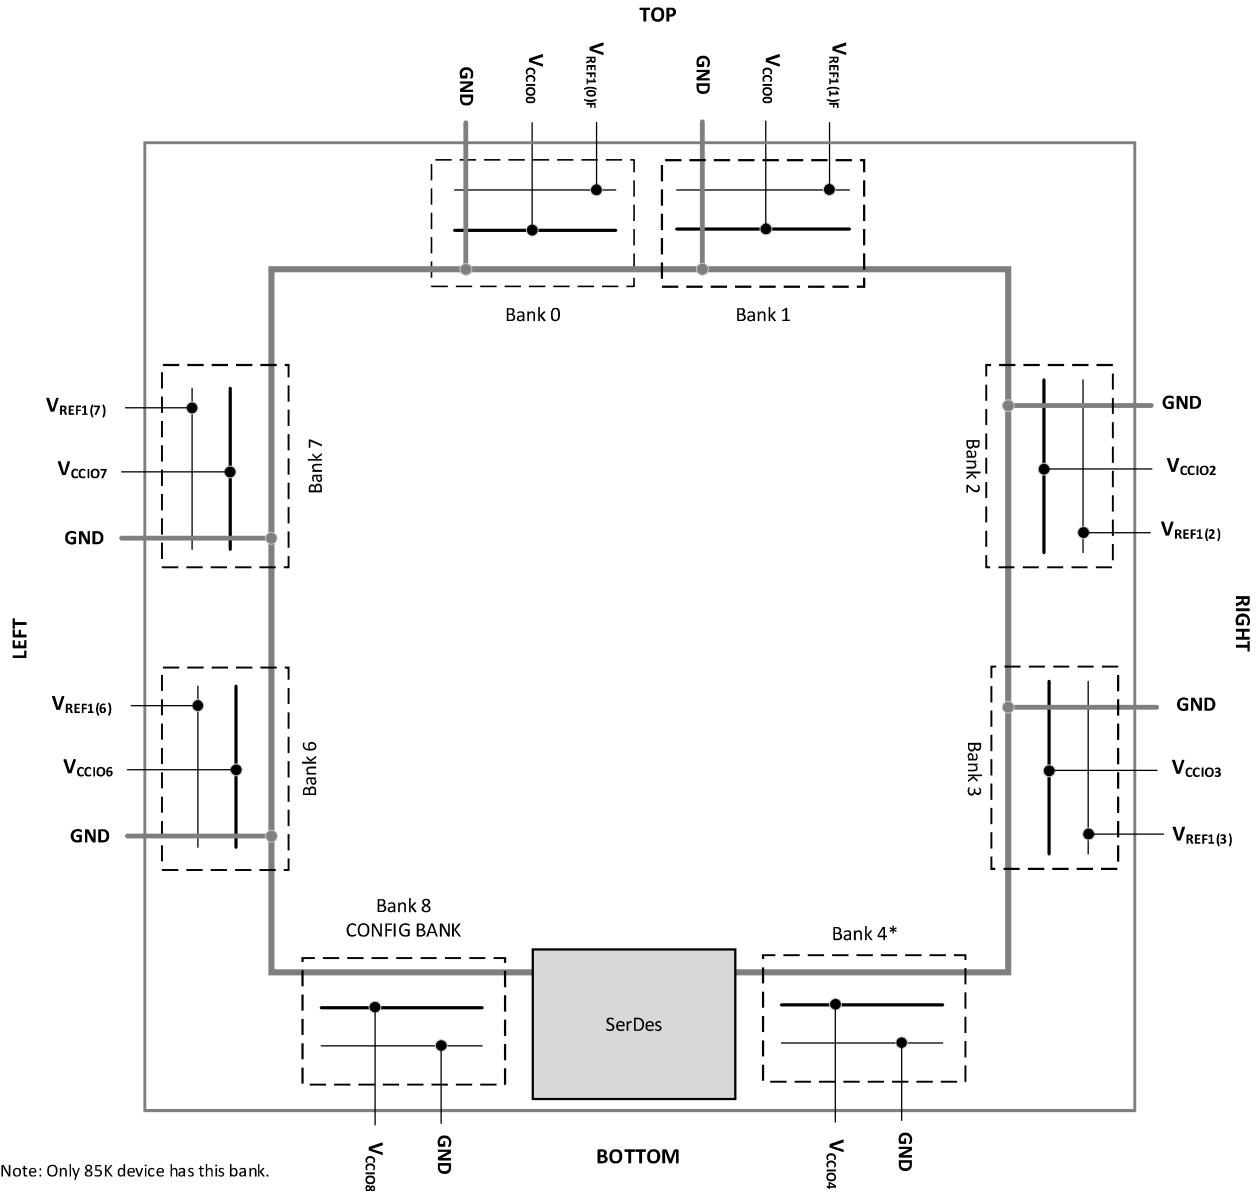 TOP
GND
VCCIO0
VREF1(0)F
GND
VCCIO0
VREF1(1)F
Bank 0
Bank 1
VREF1(7)
VCCIO7
GND
Bank 7
Bank 2
GND
VCCIO2
VREF1(2)
LEFT
RIGHT
VREF1(6)
VCCIO6
GND
Bank 6
Bank 3
GND
VCCIO3
VREF1(3)
Bank 8
CONFIG BANK
Bank 4*
SerDes
VCCIO8
GND
BOTTOM
VCCIO4
GND
Note: Only 85K device has this bank.